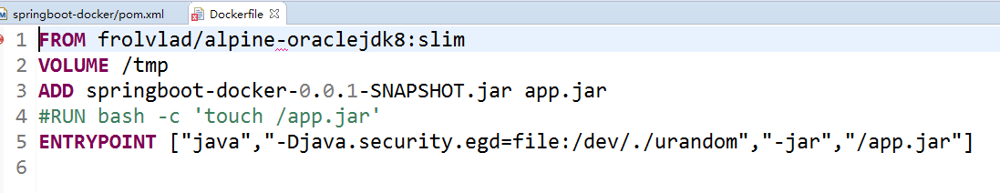 springboot-docker/pom.xml Dockerfile
1 FROM frolvlad/alpine-oraclejdk8:slim
2 VOLUME /tmp
3 ADD springboot-docker-0.0.1-SNAPSHOT.jar app.jar
4 #RUN bash -c 'touch /app.jar'
5 ENTRYPOINT ["java","-Djava.security.egd=file:/dev/./urandom","-jar","/app.jar"]
6